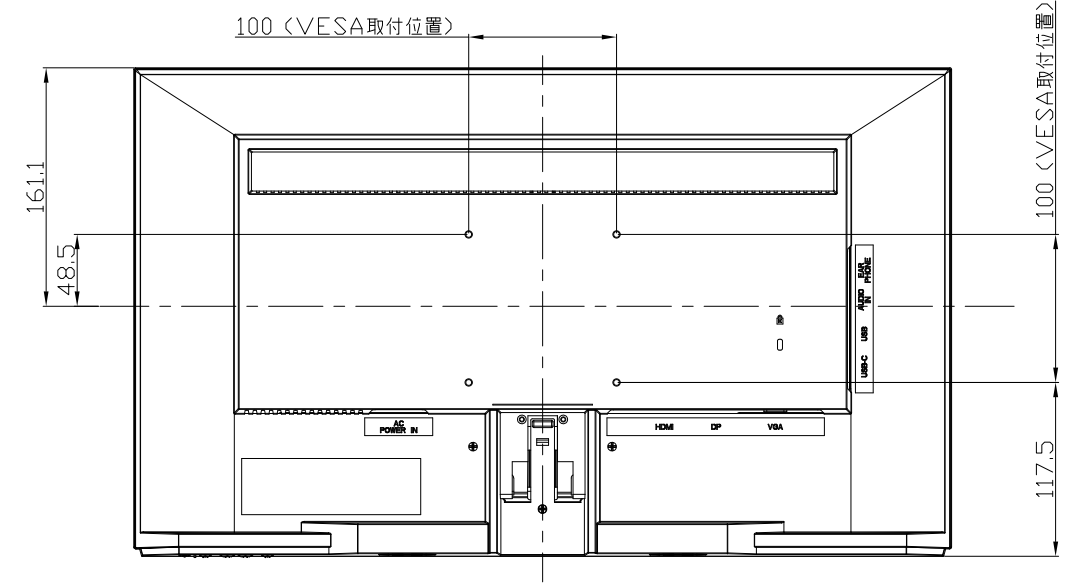 100（VESA取付位置）
100（VESA取付位置）
161.1
48.5
EAR
PHONE
AUDIO
IN
USB
USB-C
AC
POWER IN
HDMI
DP
VGA
117.5